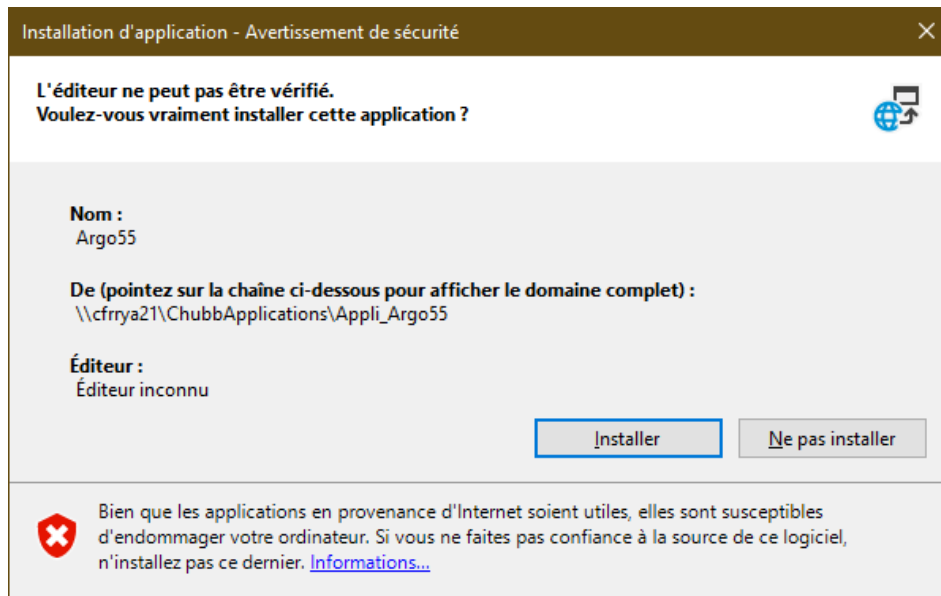 Installation d'application - Avertissement de sécurité
L'éditeur ne peut pas être vérifié.
Voulez-vous vraiment installer cette application ?
Nom :
Argo55
De (pointez sur la chaîne ci-dessous pour afficher le domaine complet) :
\\cfrrya21\ChubbApplications\Appli_Argo55
Éditeur :
Éditeur inconnu
Installer
Ne pas installer
Bien que les applications en provenance d'Internet soient utiles, elles sont susceptibles
d'endommager votre ordinateur. Si vous ne faites pas confiance à la source de ce logiciel,
n'installez pas ce dernier. Informations...